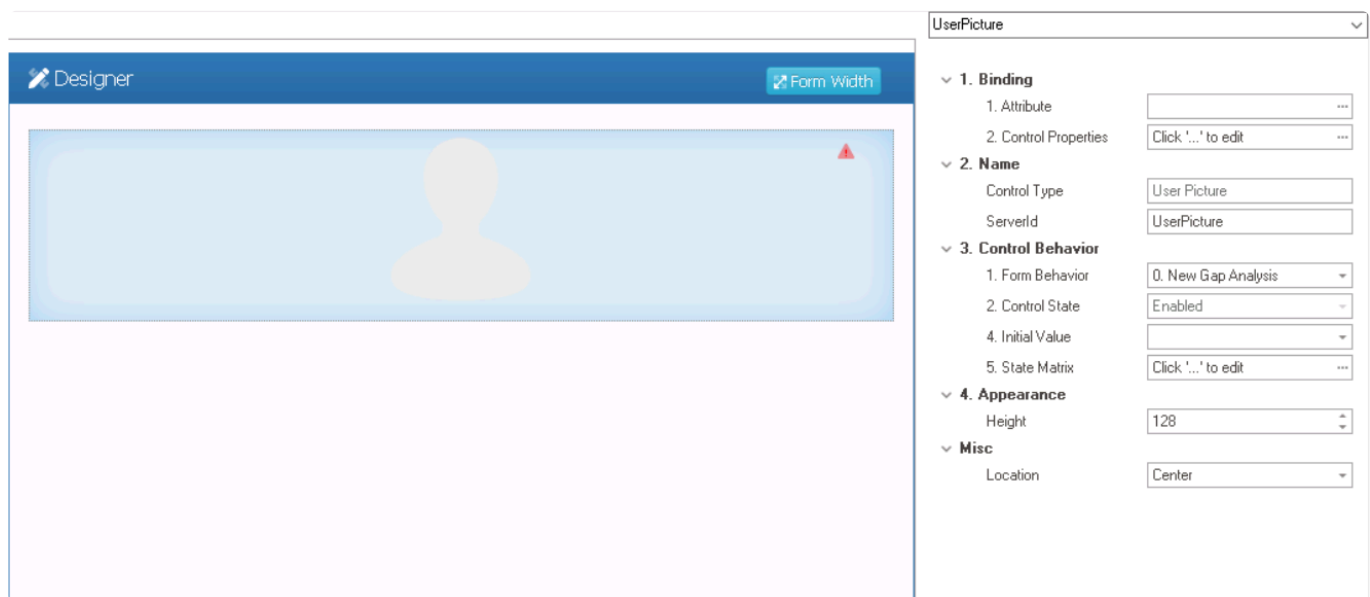 UserPicture
Designer
Form Width
1. Binding
1. Attribute
2. Control Properties Click '...' to edit
2. Name
Control Type User Picture
ServerId UserPicture
3. Control Behavior
1. Form Behavior 0. New Gap Analysis
2. Control State Enabled
4. Initial Value
5. State Matrix Click '...' to edit
4. Appearance
Height 128
Misc
Location Center